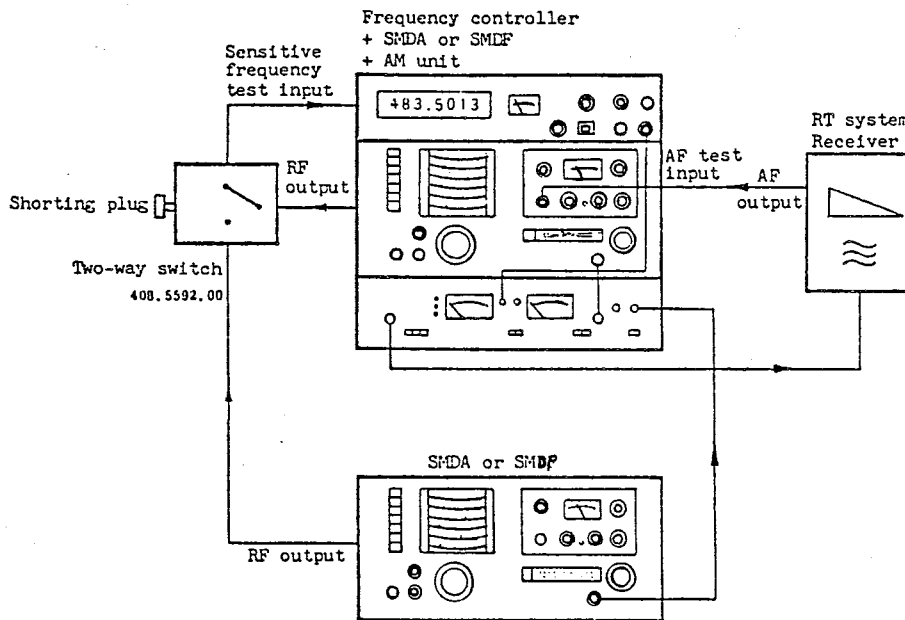 Frequency controller
+ SMDA or SMDF
+ AM unit
Sensitive
frequency
test input
483.5013
RT system
Receiver
RF
output
AF test
input
AF
output
Shorting plug
Two-way switch
408.5592.00
SMDA or SMDF
RF output